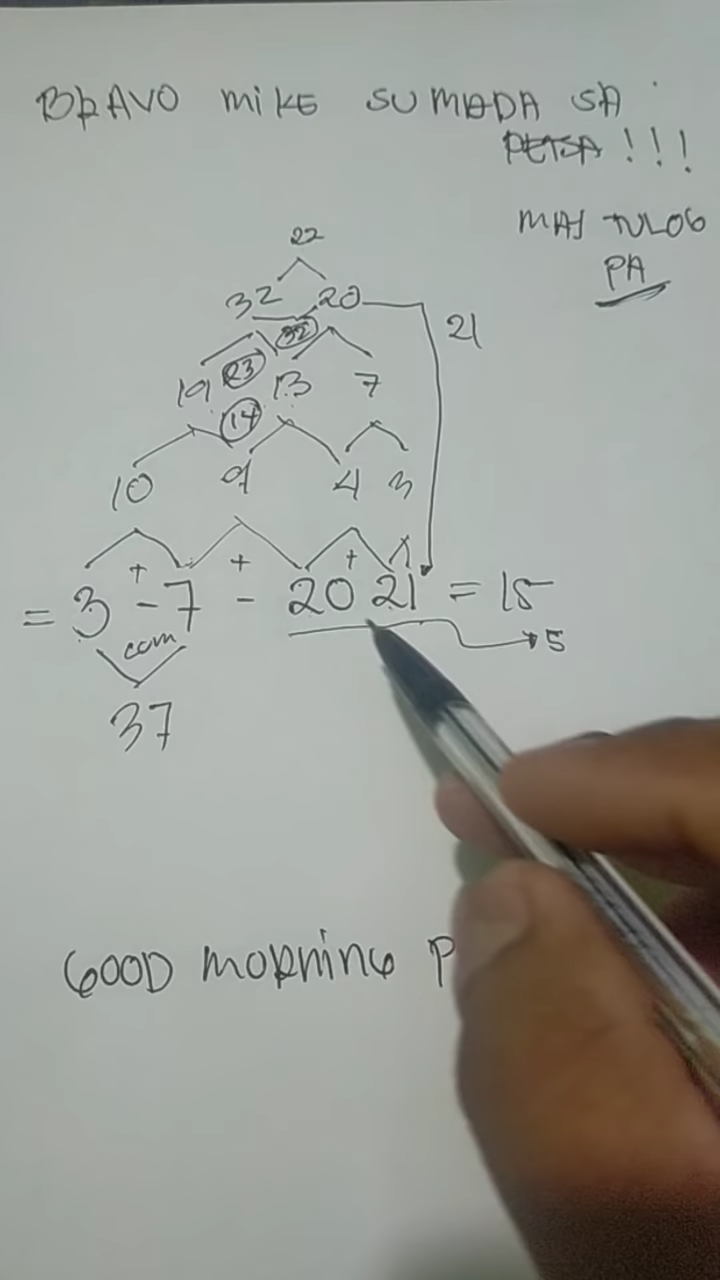 BRAVO MIKE SUMADA SA
PETSA!!!
MAY TULOG
PA
22
32 20
32
21
19 23 13 7
14
10 9 4 3
+ + +
= 3 - 7 - 20 21 = 15
com
5
37
GOOD MORNING P